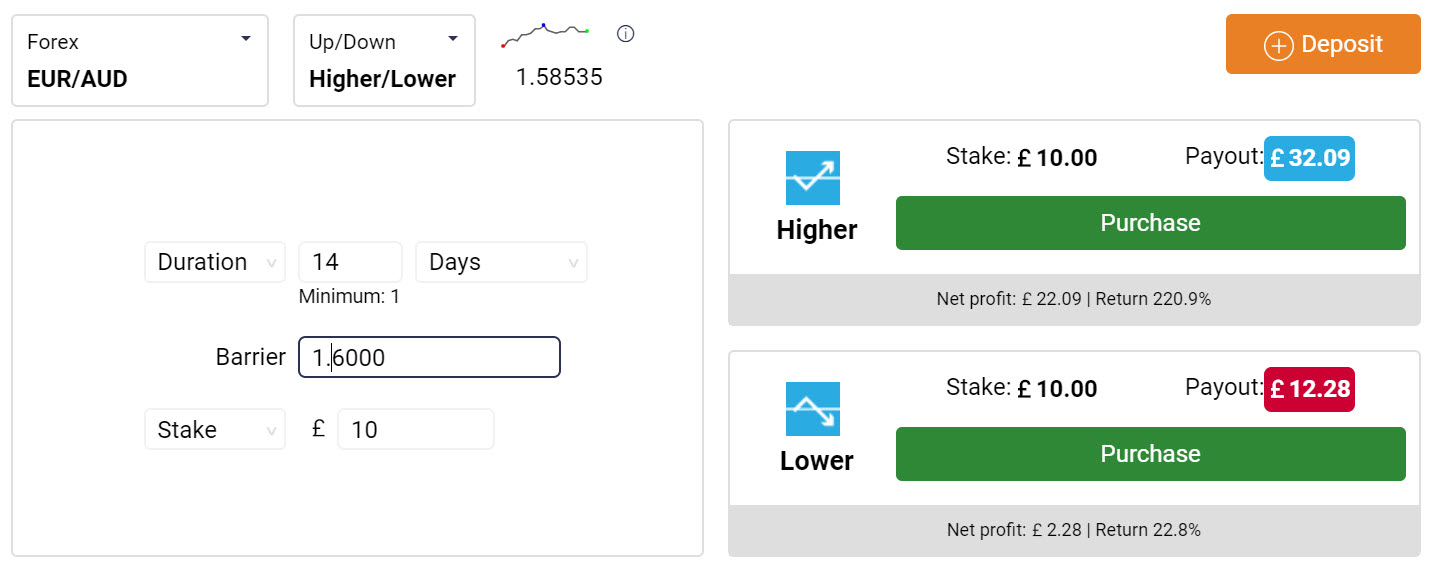 Forex
EUR/AUD
Up/Down
Higher/Lower
1.58535
Deposit
Duration
14
Days
Minimum: 1
Barrier
1.6000
Stake
£
10
Higher
Stake: £ 10.00
Payout: £ 32.09
Purchase
Net profit: £ 22.09 | Return 220.9%
Lower
Stake: £ 10.00
Payout: £ 12.28
Purchase
Net profit: £ 2.28 | Return 22.8%